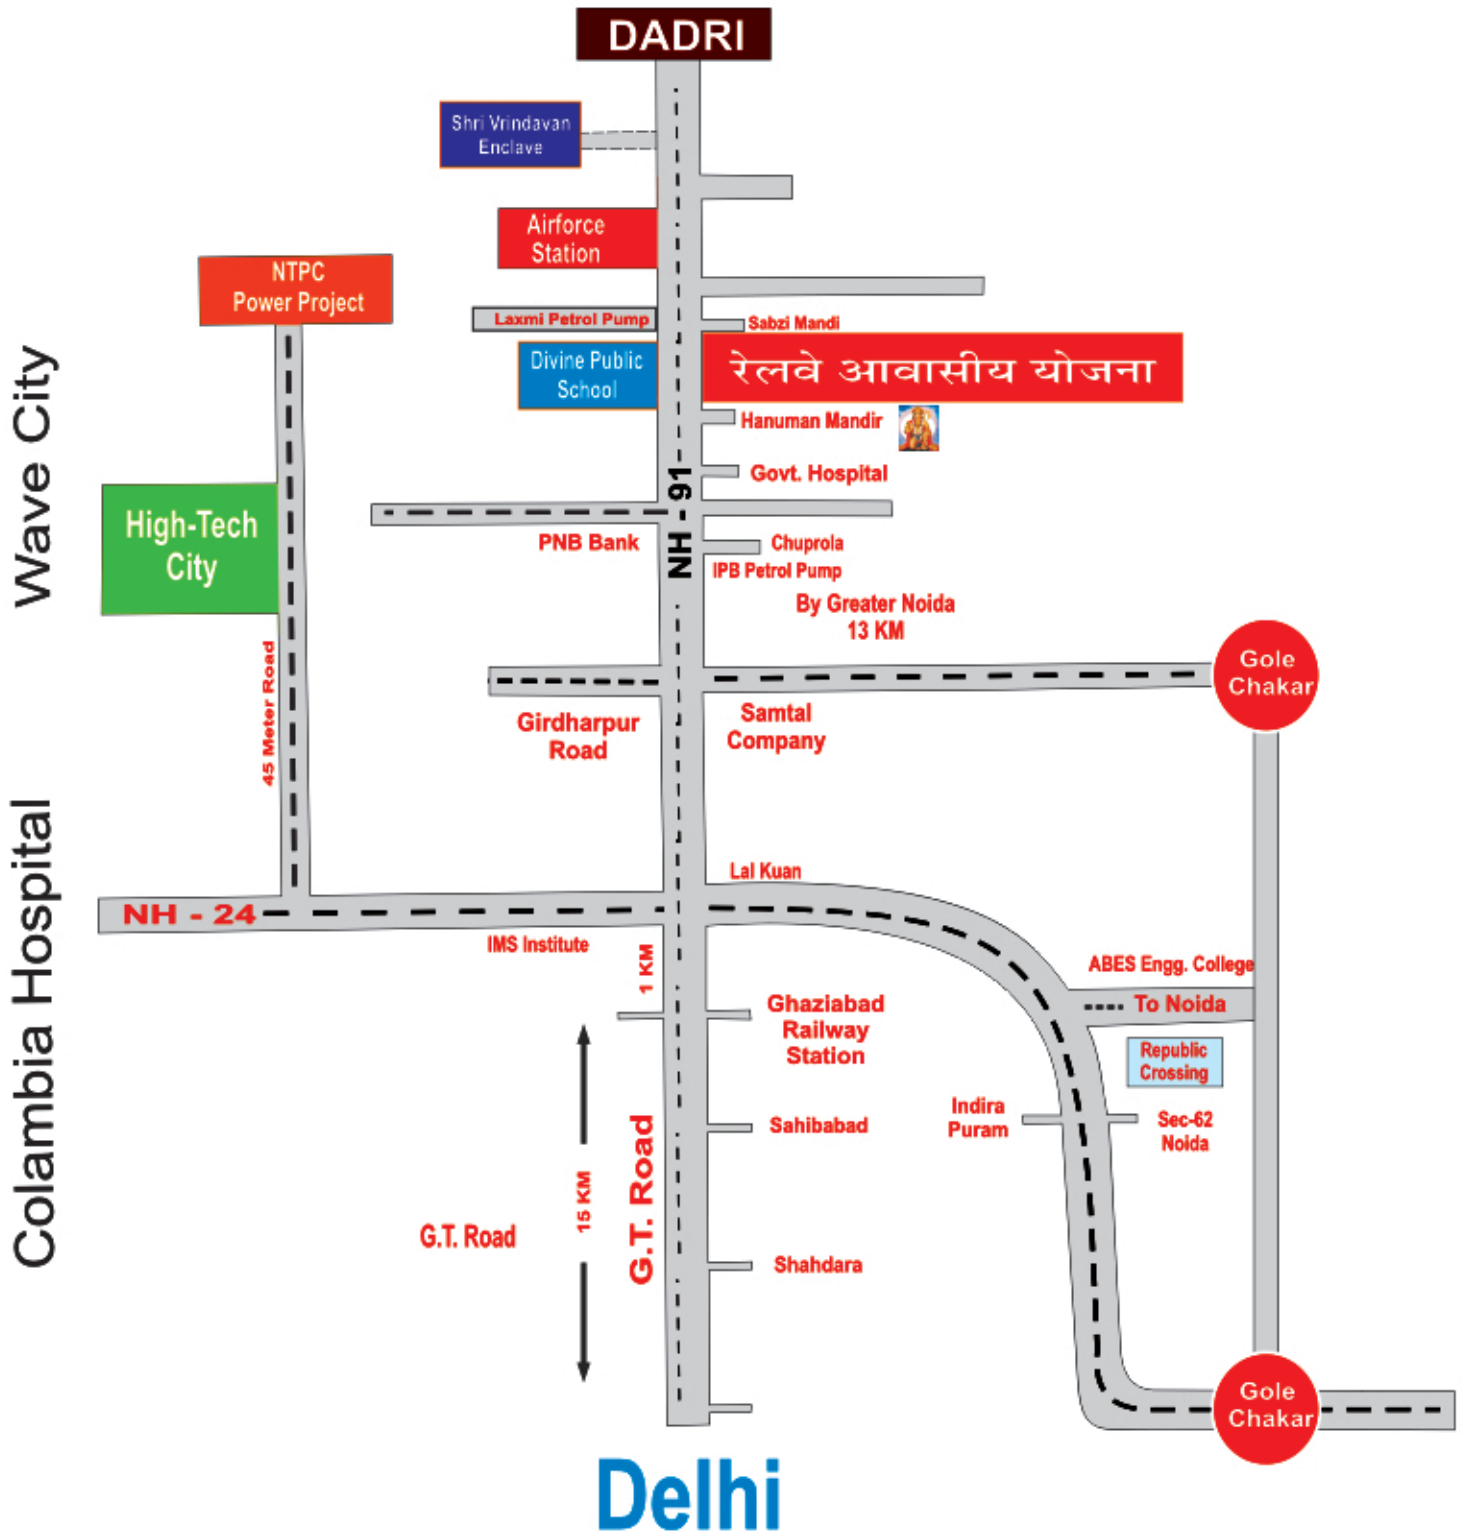 DADRI
Shri Vrindavan
Enclave
Airforce
Station
NTPC
Power Project
Laxmi Petrol Pump
Sabzi Mandi
Divine Public
School
रेलवे आवासीय योजना
Hanuman Mandir
Govt. Hospital
NH - 91
Wave City
High-Tech
City
PNB Bank
Chuprola
IPB Petrol Pump
By Greater Noida
13 KM
Gole
Chakar
45 Meter Road
Girdharpur
Road
Samtal
Company
Colambia Hospital
Lal Kuan
NH - 24
IMS Institute
1 KM
ABES Engg. College
To Noida
Ghaziabad
Railway
Station
Republic
Crossing
Indira
Puram
Sec-62
Noida
Sahibabad
G.T. Road
15 KM
G.T. Road
Shahdara
Gole
Chakar
Delhi